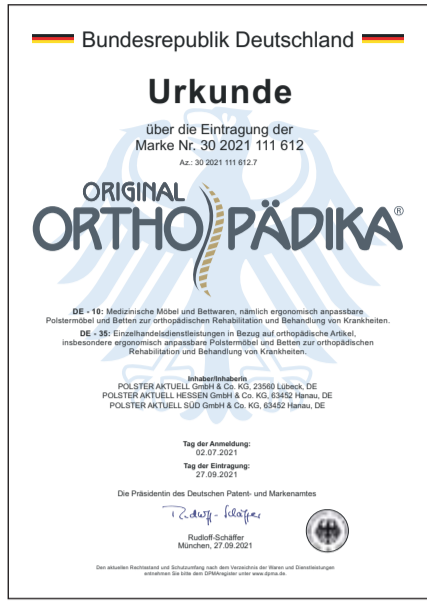 Bundesrepublik Deutschland
Urkunde
über die Eintragung der
Marke Nr. 30 2021 111 612
Az.: 30 2021 111 612.7
ORIGINAL
ORTHOPÄDIKA®
DE - 10: Medizinische Möbel und Bettwaren, nämlich ergonomisch anpassbare
Polstermöbel und Betten zur orthopädischen Rehabilitation und Behandlung von Krankheiten.
DE - 35: Einzelhandelsdienstleistungen in Bezug auf orthopädische Artikel,
insbesondere ergonomisch anpassbare Polstermöbel und Betten zur orthopädischen
Rehabilitation und Behandlung von Krankheiten.
Inhaber/Inhaberin
POLSTER AKTUELL GmbH & Co. KG, 23560 Lübeck, DE
POLSTER AKTUELL HESSEN GmbH & Co. KG, 63452 Hanau, DE
POLSTER AKTUELL SÜD GmbH & Co. KG, 63452 Hanau, DE
Tag der Anmeldung:
02.07.2021
Tag der Eintragung:
27.09.2021
Die Präsidentin des Deutschen Patent- und Markenamtes
Rudloff-Schäffer
Rudloff-Schäffer
München, 27.09.2021
Den aktuellen Rechtsstand und Schutzumfang nach dem Verzeichnis der Waren und Dienstleistungen
entnehmen Sie bitte dem DPMAregister unter www.dpma.de.